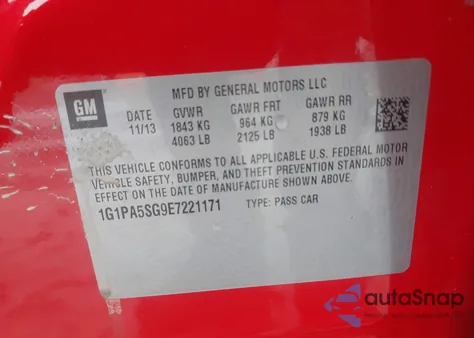 MFD BY GENERAL MOTORS LLC
GM
DATE GVWR GAWR FRT GAWR RR
11/13 1843 KG 964 KG 879 KG
4063 LB 2125 LB 1938 LB
THIS VEHICLE CONFORMS TO ALL APPLICABLE U.S. FEDERAL MOTOR
VEHICLE SAFETY, BUMPER, AND THEFT PREVENTION STANDARDS IN
EFFECT ON THE DATE OF MANUFACTURE SHOWN ABOVE.
1G1PA5SG9E7221171 TYPE: PASS CAR
autoSnap